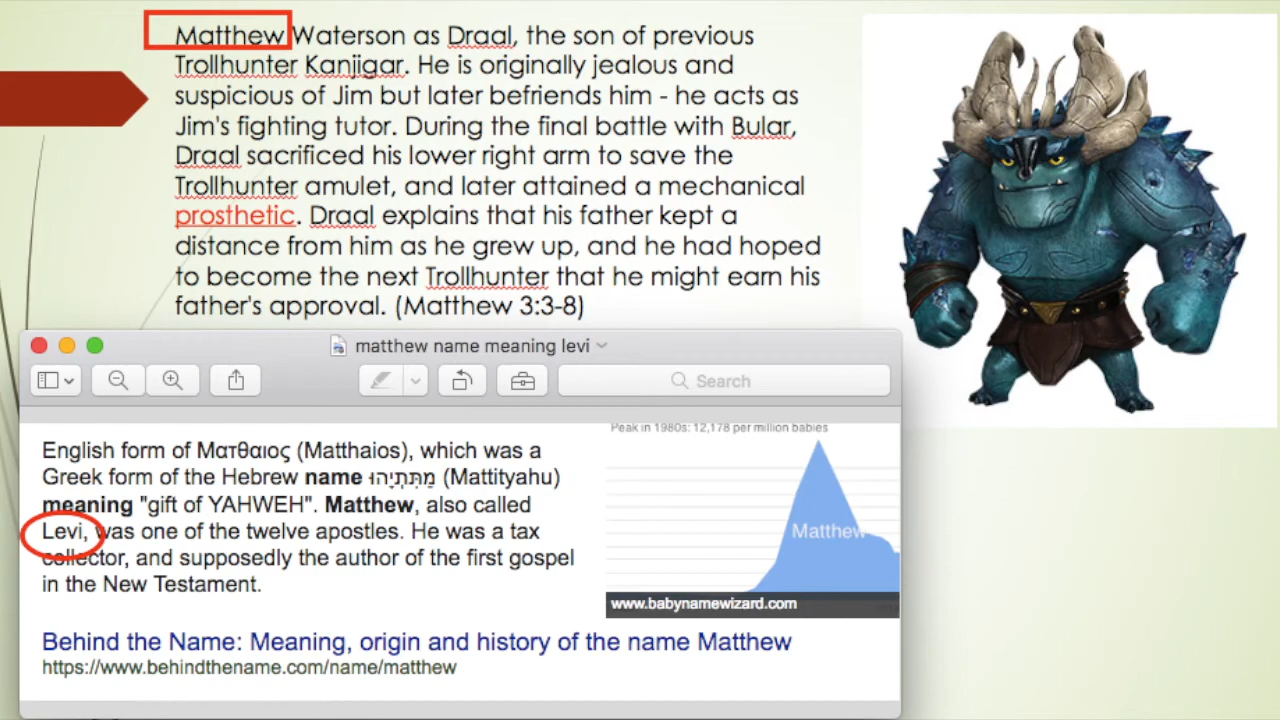 Matthew Waterson as Draal, the son of previous
Trollhunter Kanjigar. He is originally jealous and
suspicious of Jim but later befriends him - he acts as
Jim's fighting tutor. During the final battle with Bular,
Draal sacrificed his lower right arm to save the
Trollhunter amulet, and later attained a mechanical
prosthetic. Draal explains that his father kept a
distance from him as he grew up, and he had hoped
to become the next Trollhunter that he might earn his
father's approval. (Matthew 3:3-8)
matthew name meaning levi
Search
English form of Ματθαιος (Matthaios), which was a
Greek form of the Hebrew name מַתִּתְיָהוּ (Mattityahu)
meaning "gift of YAHWEH". Matthew, also called
Levi, was one of the twelve apostles. He was a tax
collector, and supposedly the author of the first gospel
in the New Testament.
Peak in 1980s: 12,178 per million babies
Matthew
www.babynamewizard.com
Behind the Name: Meaning, origin and history of the name Matthew
https://www.behindthename.com/name/matthew